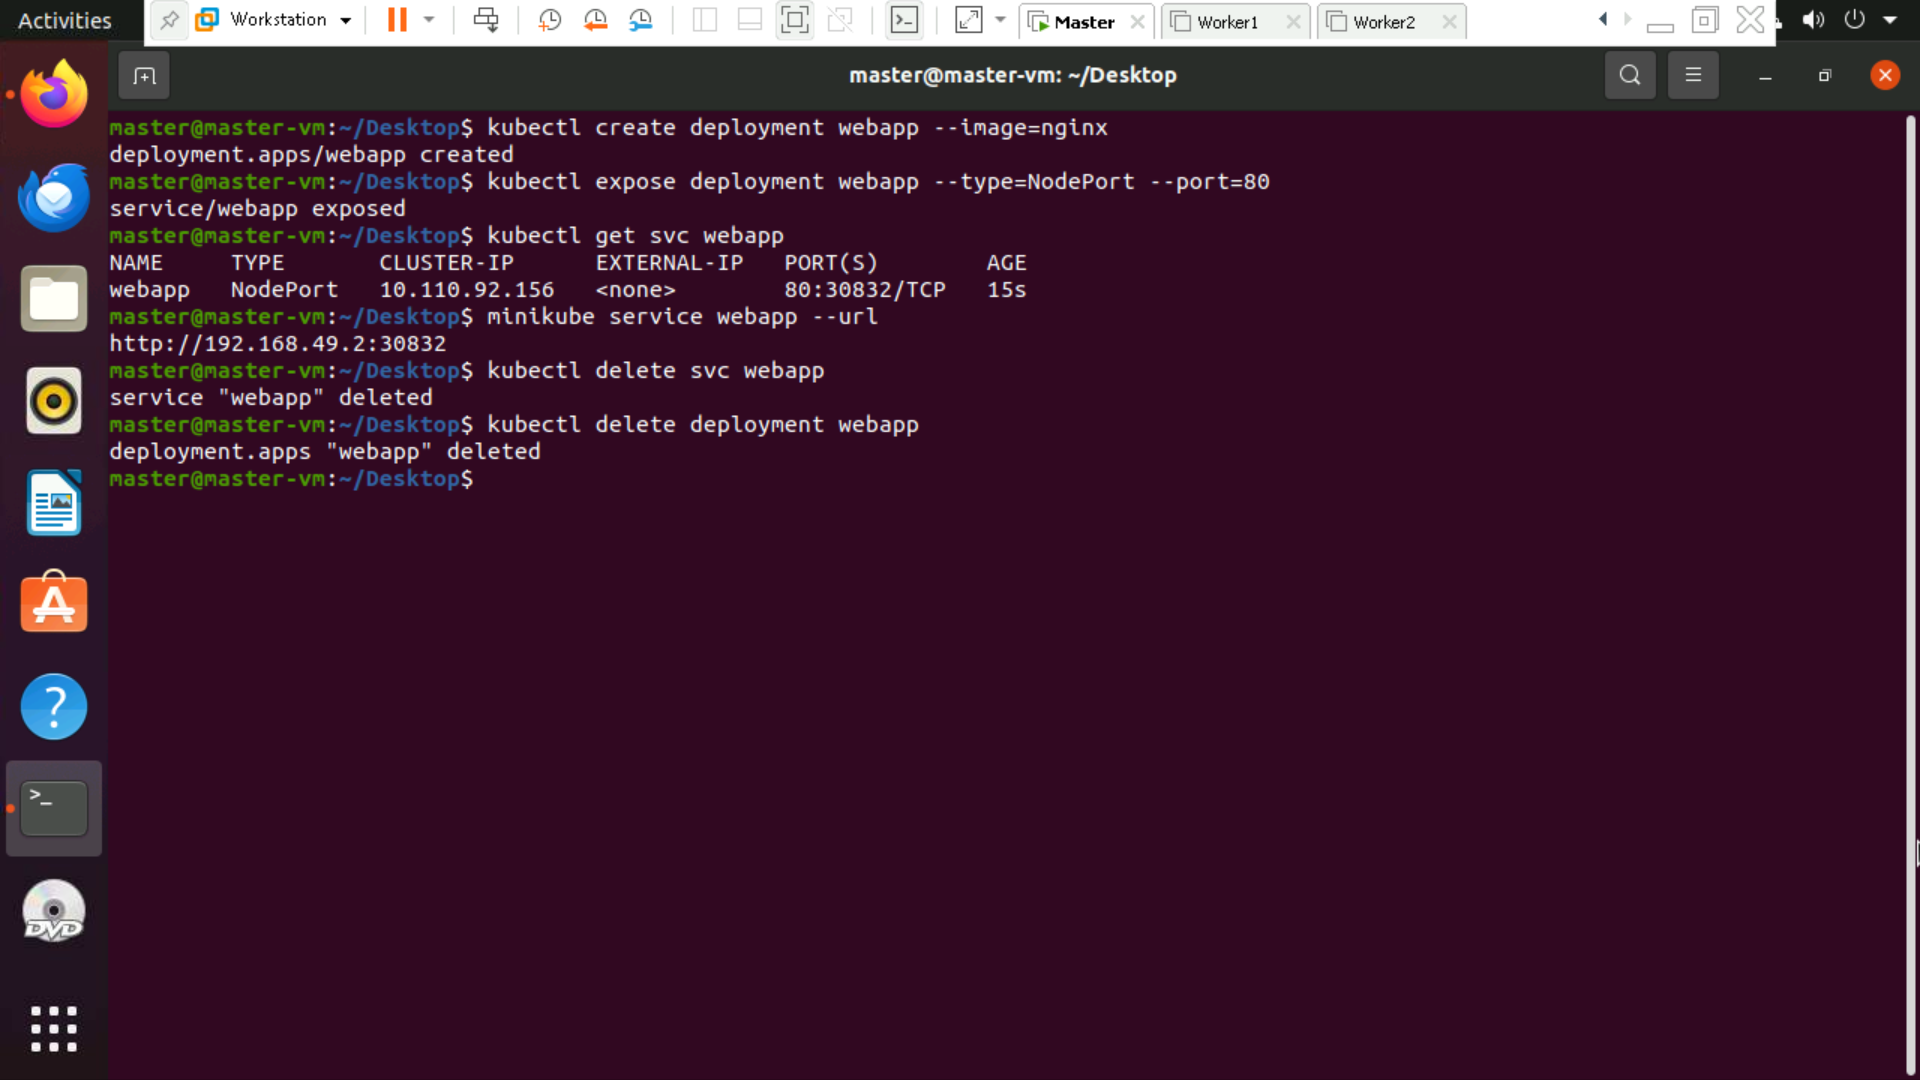 Activities
Workstation
Master
Worker1
Worker2
master@master-vm: ~/Desktop
master@master-vm:~/Desktop$ kubectl create deployment webapp --image=nginx
deployment.apps/webapp created
master@master-vm:~/Desktop$ kubectl expose deployment webapp --type=NodePort --port=80
service/webapp exposed
master@master-vm:~/Desktop$ kubectl get svc webapp
NAME TYPE CLUSTER-IP EXTERNAL-IP PORT(S) AGE
webapp NodePort 10.110.92.156 <none> 80:30832/TCP 15s
master@master-vm:~/Desktop$ minikube service webapp --url
http://192.168.49.2:30832
master@master-vm:~/Desktop$ kubectl delete svc webapp
service "webapp" deleted
master@master-vm:~/Desktop$ kubectl delete deployment webapp
deployment.apps "webapp" deleted
master@master-vm:~/Desktop$
>_
DVD